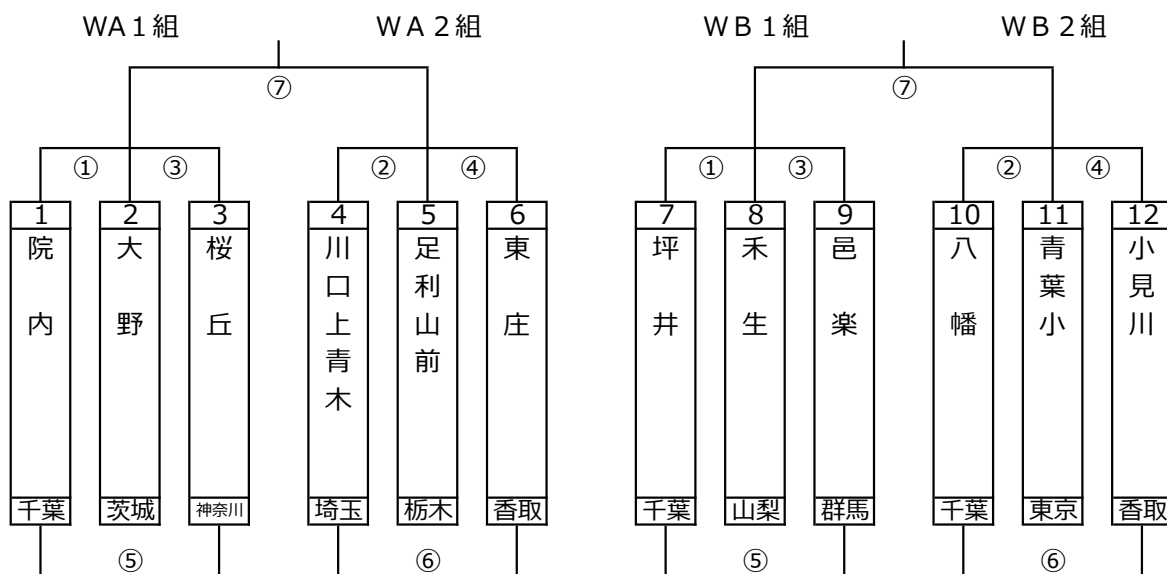 WA1組 WA2組 WB1組 WB2組
⑦ ⑦
① ③ ② ④ ① ③ ② ④
1 2 3 4 5 6 7 8 9 10 11 12
院内 大野 桜丘 川口上青木 足利山前 東庄 坪井 禾生 邑楽 八幡 青葉小 小見川
千葉 茨城 神奈川 埼玉 栃木 香取 千葉 山梨 群馬 千葉 東京 香取
⑤ ⑥ ⑤ ⑥